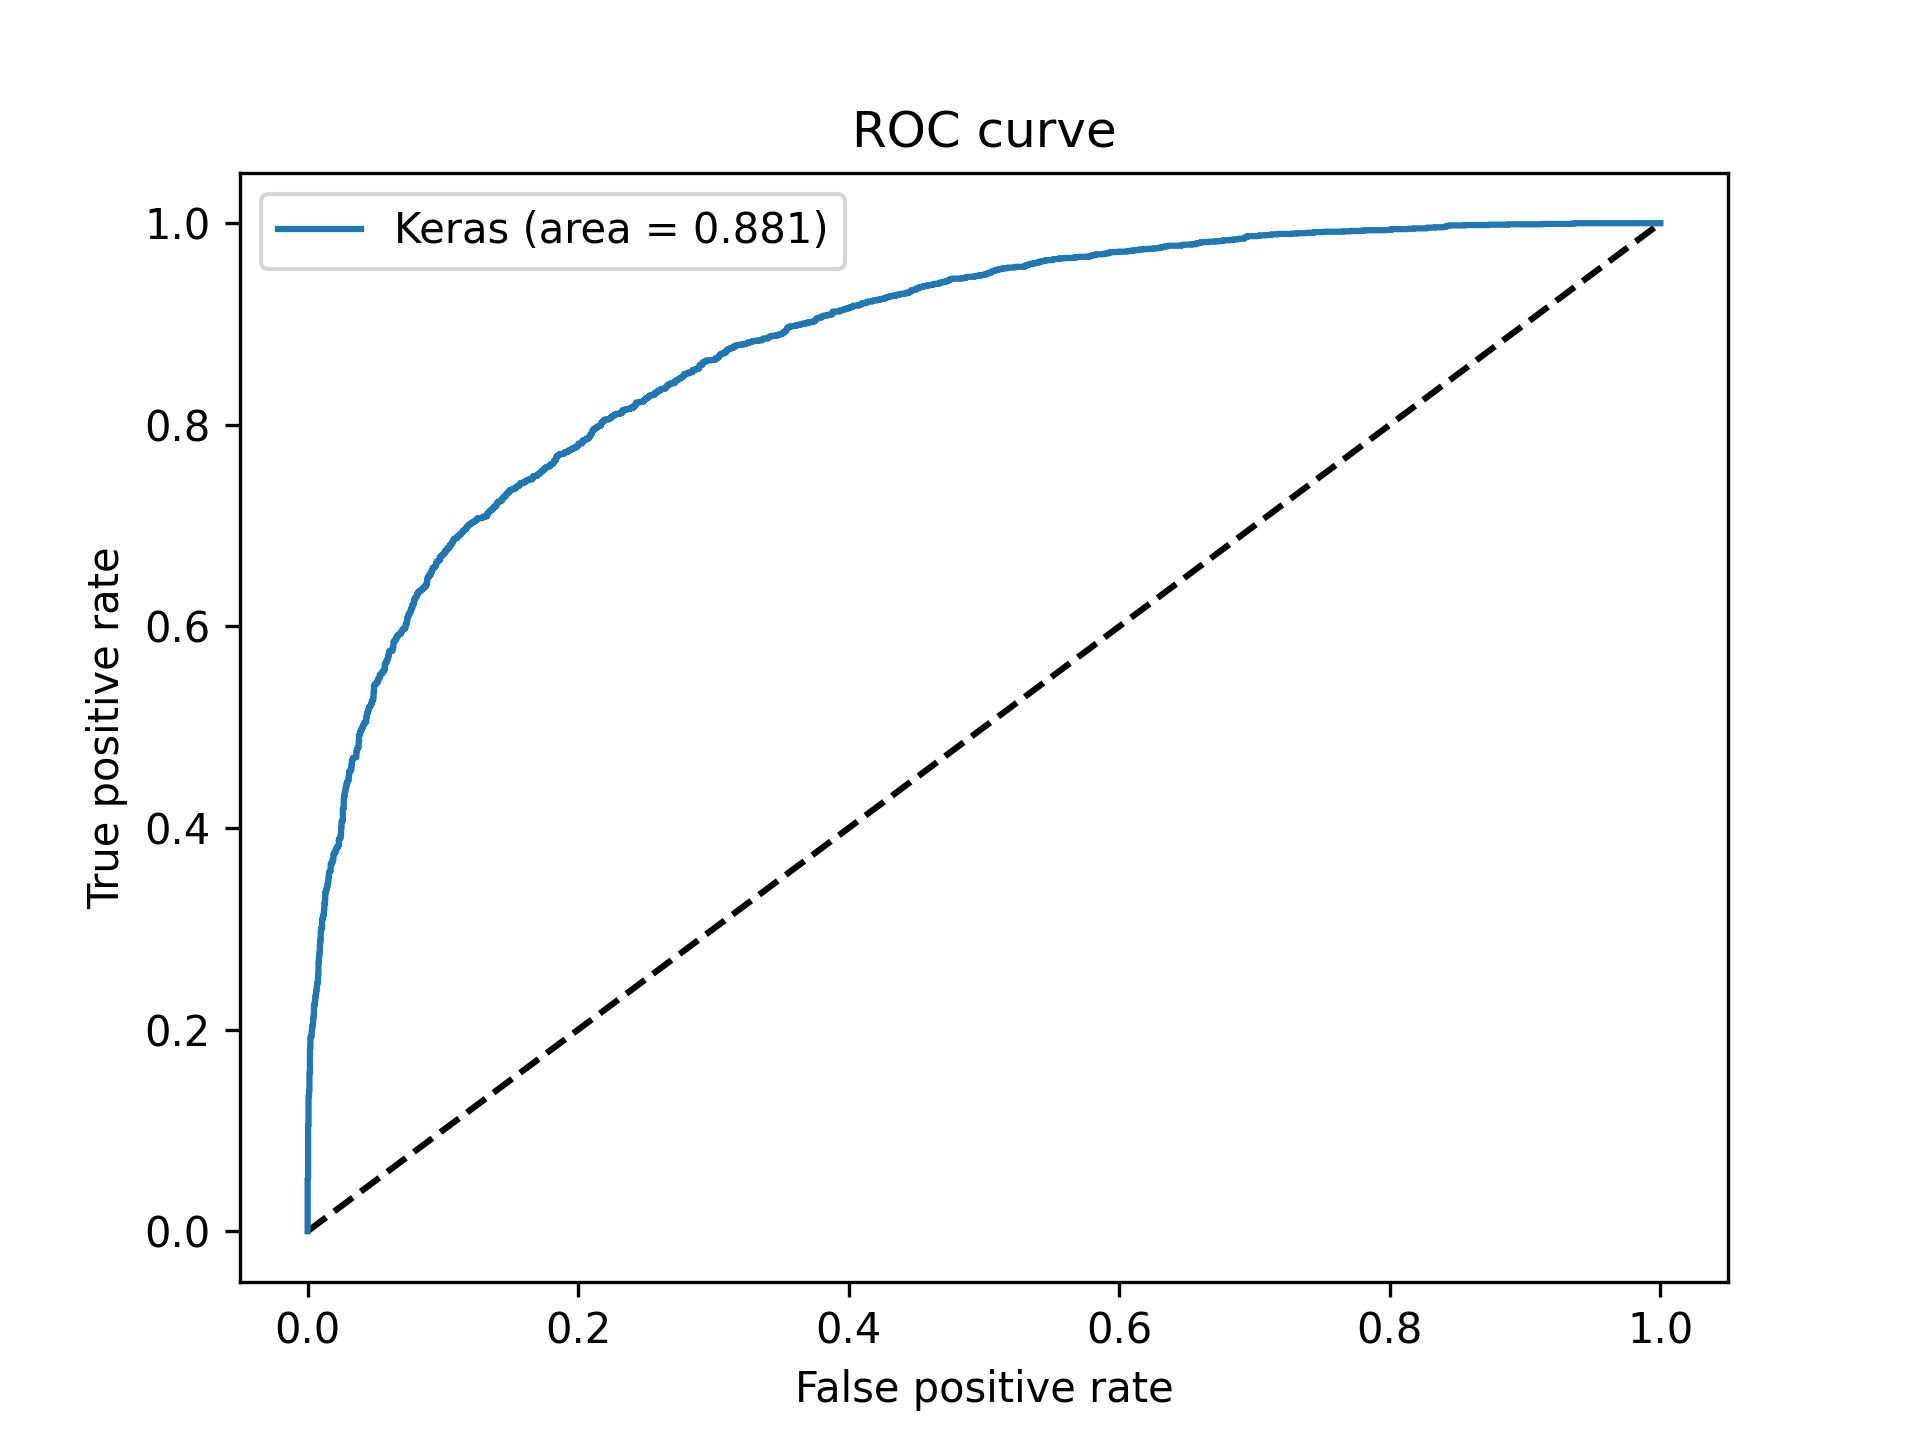 ROC curve
Keras (area = 0.881)
1.0
0.8
0.6
0.4
0.2
0.0
True positive rate
0.0 0.2 0.4 0.6 0.8 1.0
False positive rate